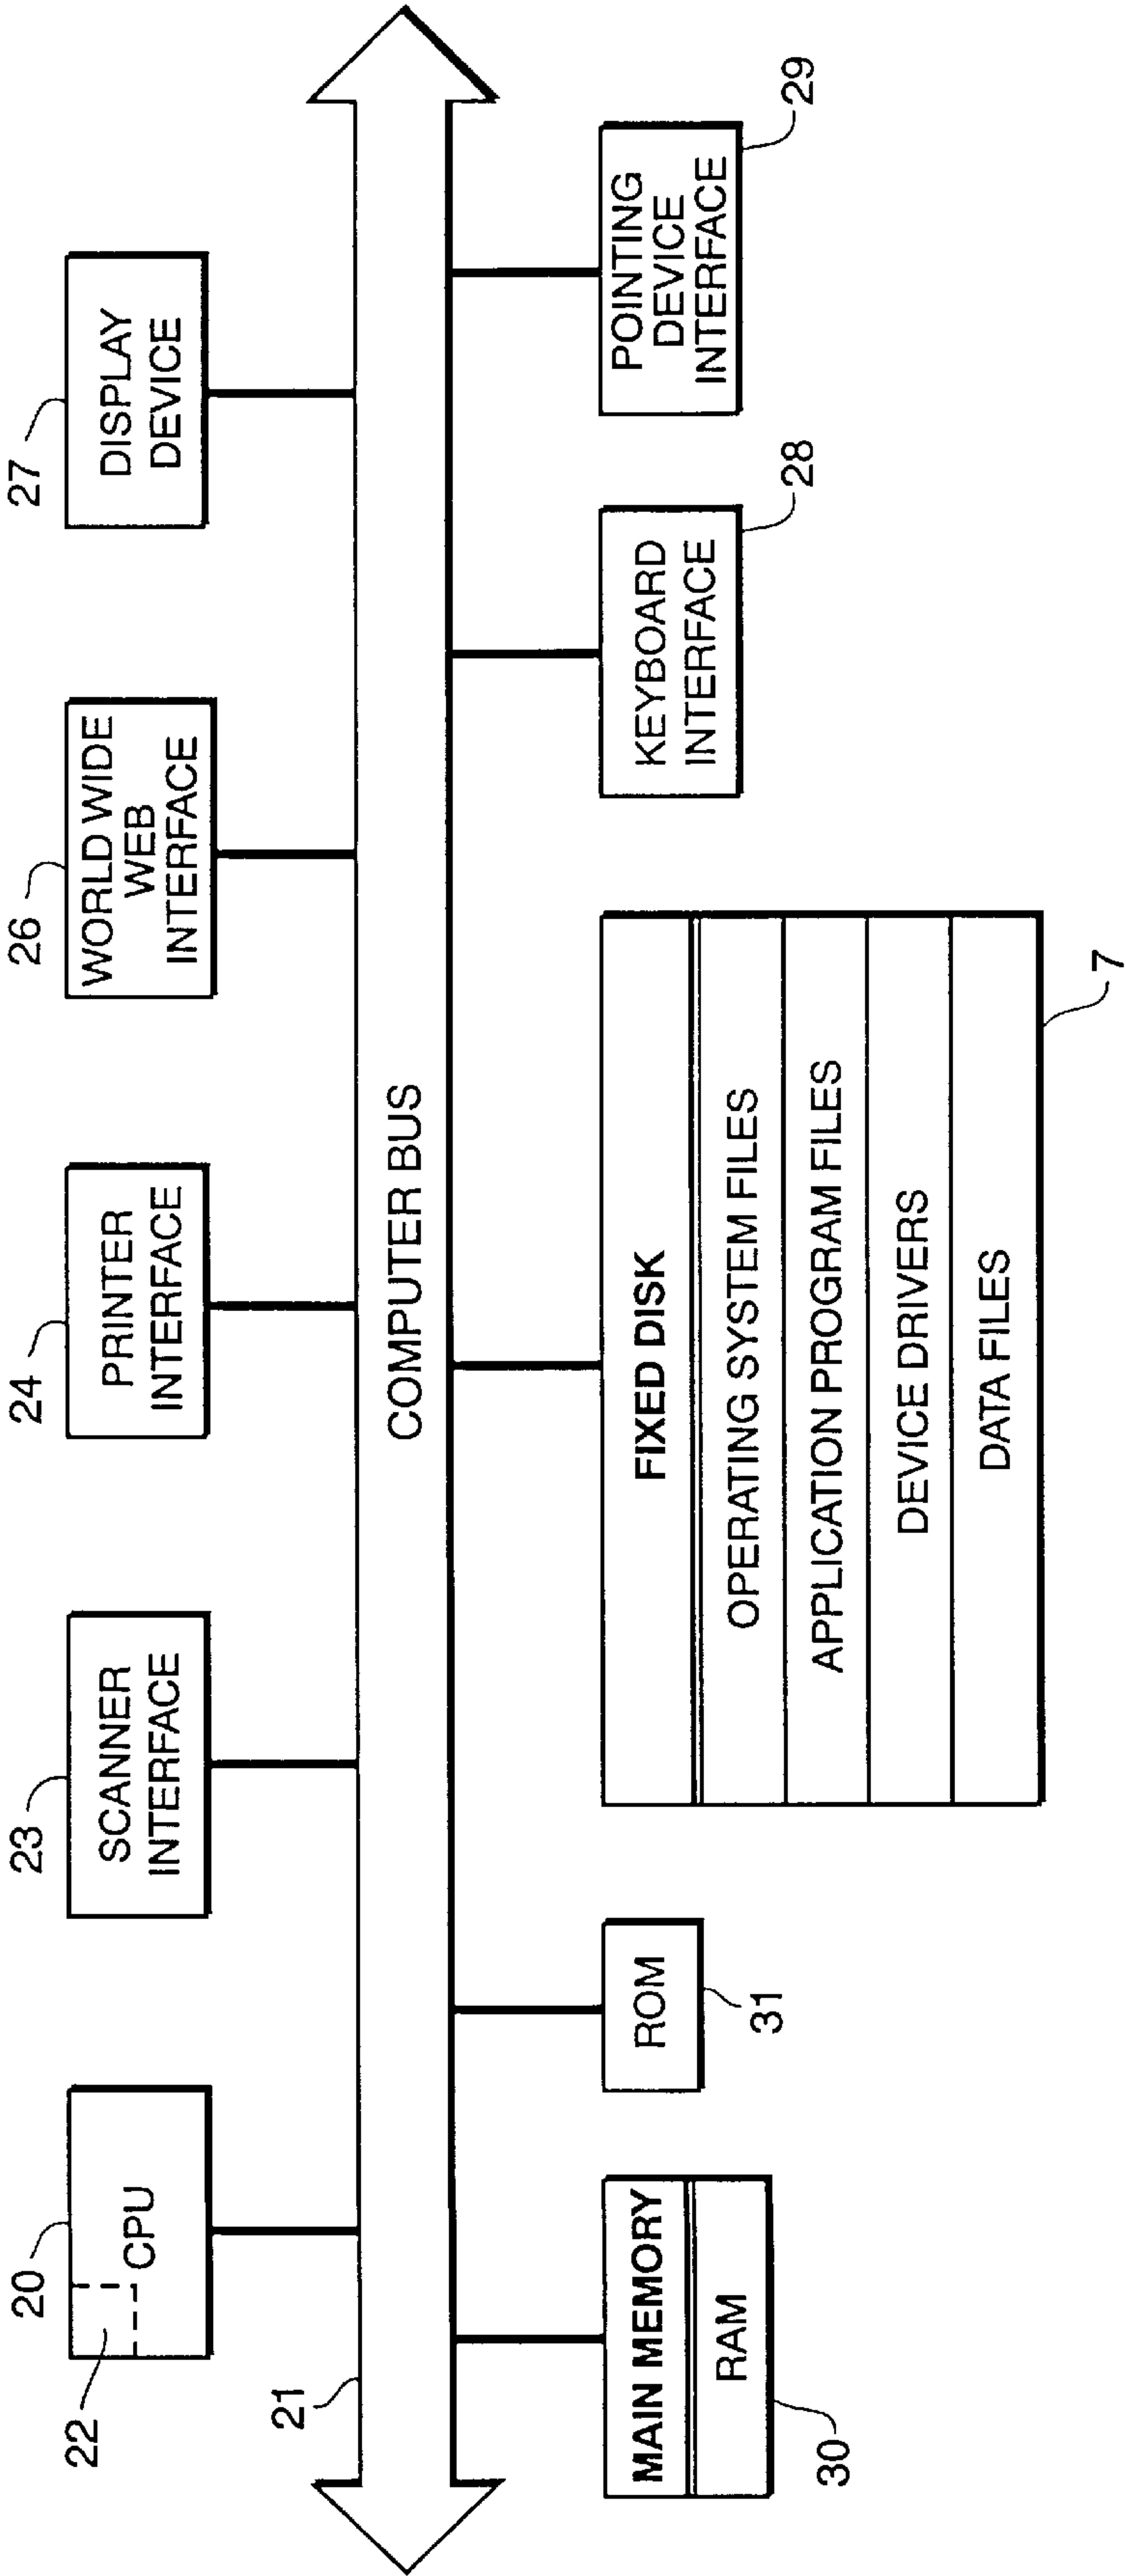 20
22
CPU
23
SCANNER
INTERFACE
24
PRINTER
INTERFACE
26
WORLD WIDE
WEB
INTERFACE
27
DISPLAY
DEVICE
21
COMPUTER BUS
MAIN MEMORY
RAM
30
ROM
31
FIXED DISK
OPERATING SYSTEM FILES
APPLICATION PROGRAM FILES
DEVICE DRIVERS
DATA FILES
7
KEYBOARD
INTERFACE
28
POINTING
DEVICE
INTERFACE
29